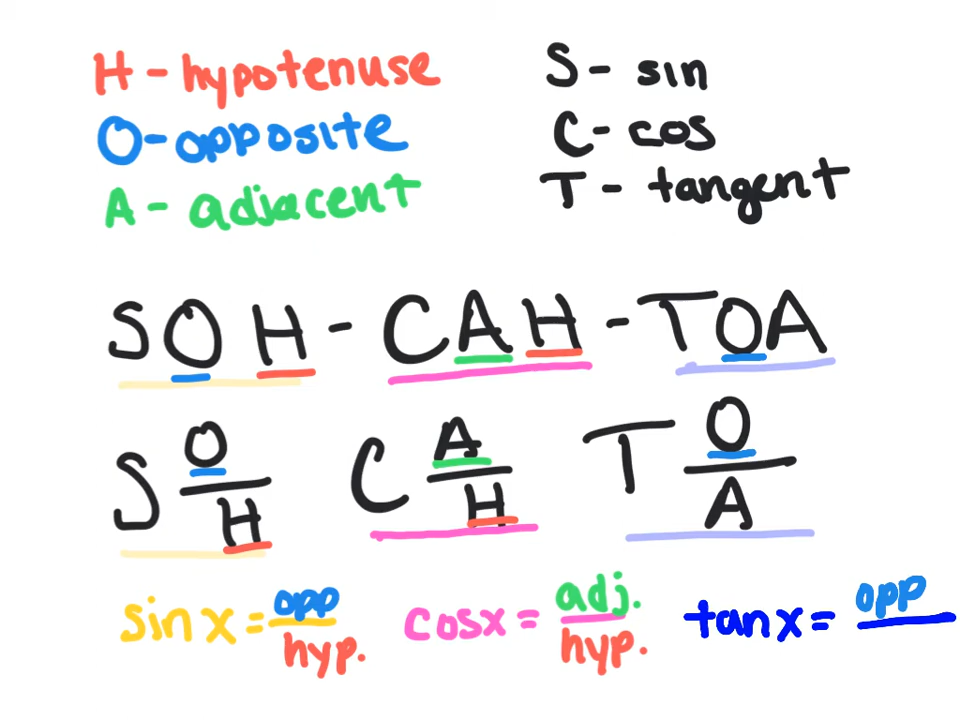 H - hypotenuse
O - opposite
A - adjacent
S - sin
C - cos
T - tangent
SOH - CAH - TOA
S O/H C A/H T O/A
sin x = opp/hyp. cos x = adj./hyp. tan x = opp/